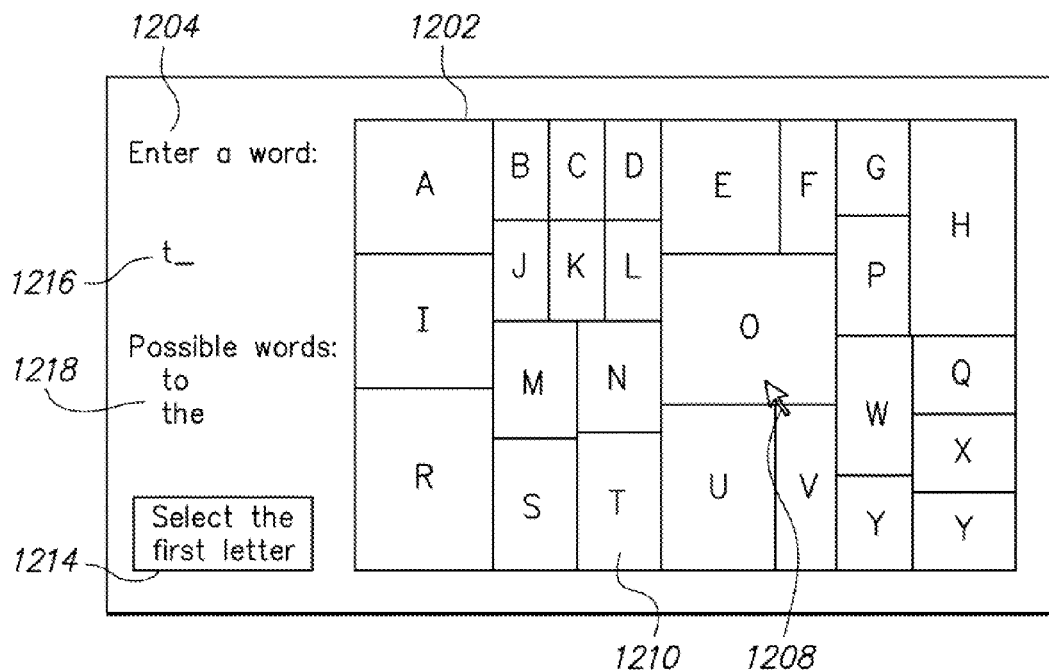 1204
1202
Enter a word:
A B C D E F G H
t_
1216
J K L P
I O
Possible words:
1218
to
the
M N W Q
R S T U V X
Select the
first letter
Y Y
1214
1210
1208